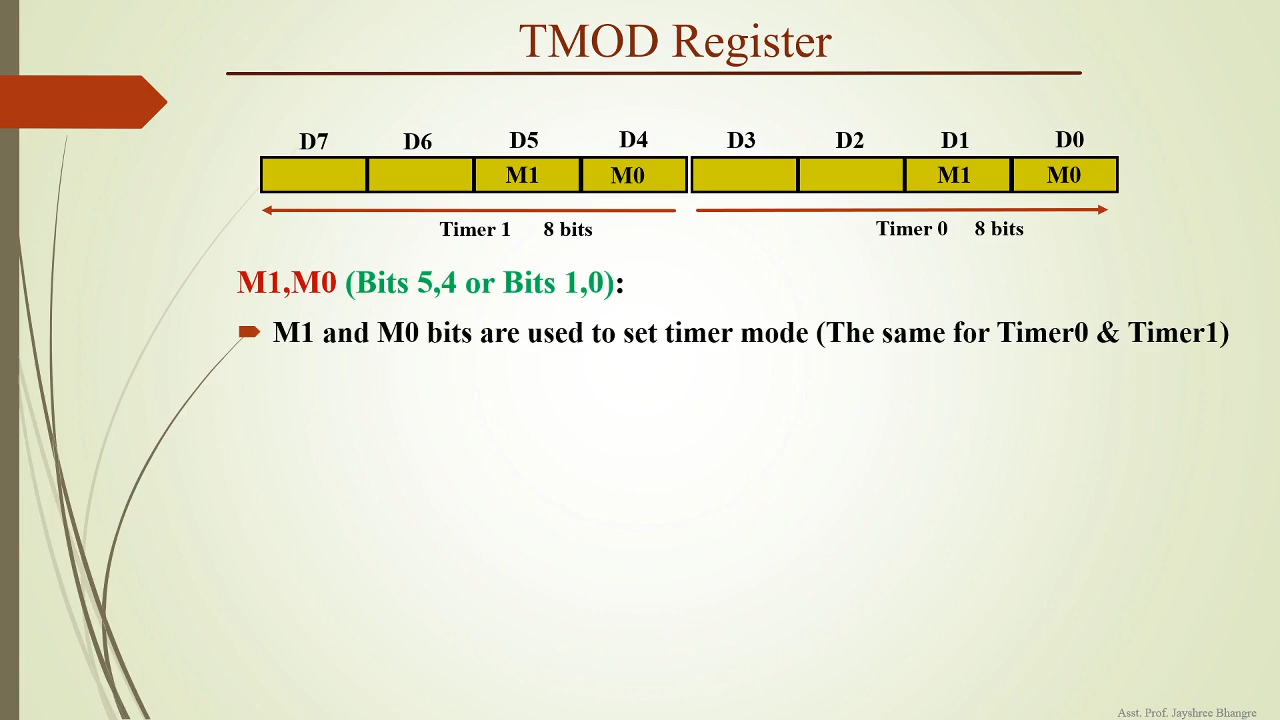 TMOD Register
D7 D6 D5 D4 D3 D2 D1 D0
M1 M0 M1 M0
Timer 1 8 bits Timer 0 8 bits
M1,M0 (Bits 5,4 or Bits 1,0):
M1 and M0 bits are used to set timer mode (The same for Timer0 & Timer1)
Asst. Prof. Jayshree Bhangre